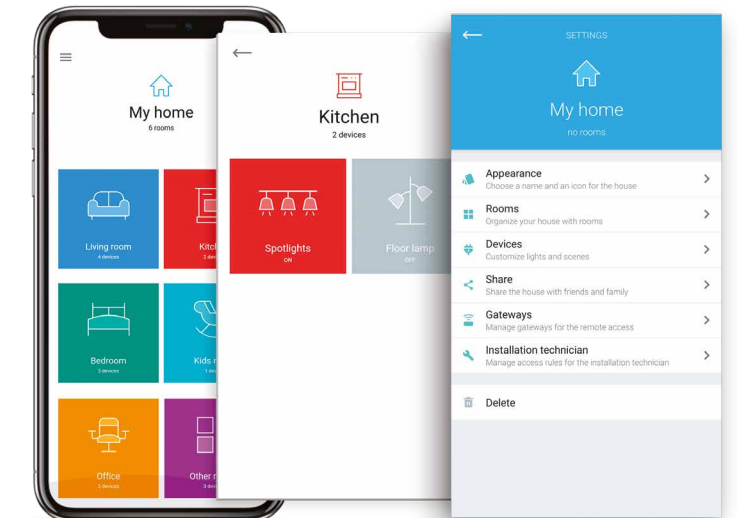 My home
6 rooms
Living room
4 devices
Bedroom
3 devices
Office
2 devices
Kitchen
2 devices
Spotlights
ON
Floor lamp
OFF
SETTINGS
My home
no rooms
Appearance
Choose a name and an icon for the house
Rooms
Organize your house with rooms
Devices
Customize lights and scenes
Share
Share the house with friends and family
Gateways
Manage gateways for the remote access
Installation technician
Manage access rules for the installation technician
Delete